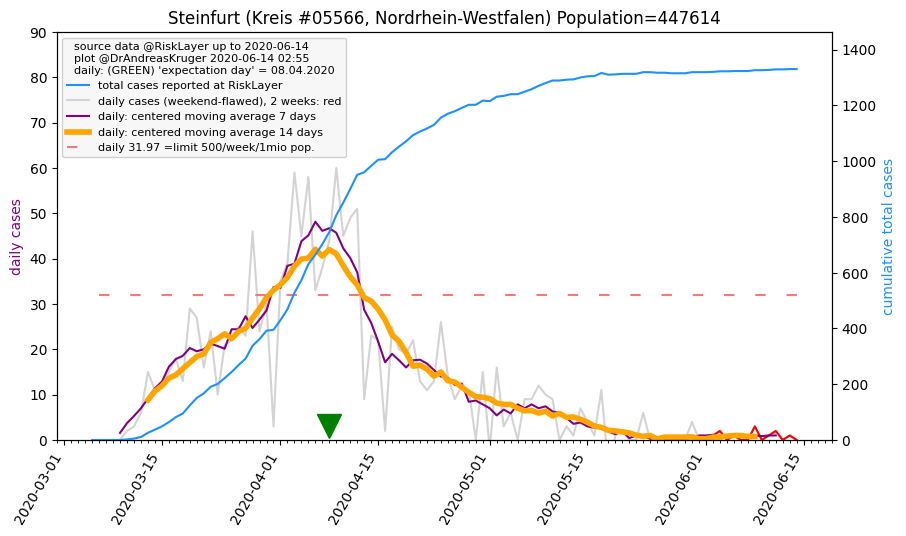 Steinfurt (Kreis #05566, Nordrhein-Westfalen) Population=447614
source data @RiskLayer up to 2020-06-14
plot @DrAndreasKruger 2020-06-14 02:55
daily: (GREEN) 'expectation day' = 08.04.2020
total cases reported at RiskLayer
daily cases (weekend-flawed), 2 weeks: red
daily: centered moving average 7 days
daily: centered moving average 14 days
daily 31.97 =limit 500/week/1mio pop.
daily cases
90
80
70
60
50
40
30
20
10
0
1400
1200
1000
800
600
400
200
0
cumulative total cases
2020-03-01
2020-03-15
2020-04-01
2020-04-15
2020-05-01
2020-05-15
2020-06-01
2020-06-15